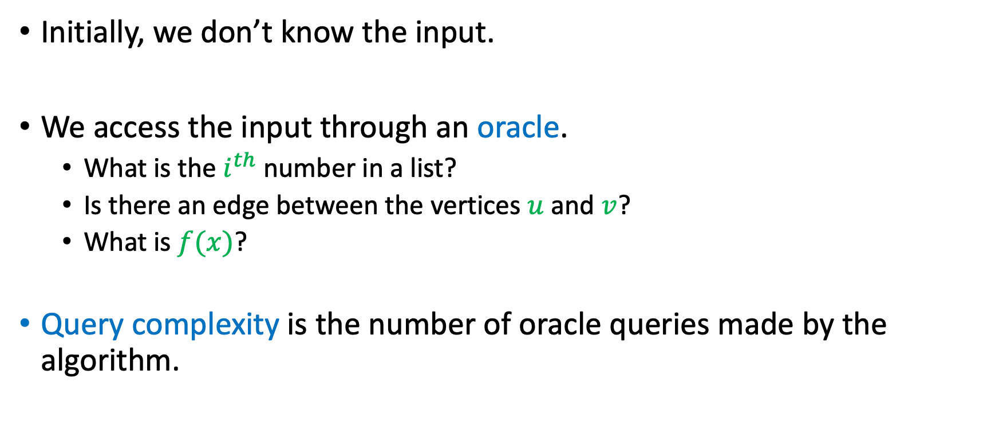 • Initially, we don’t know the input.
• We access the input through an oracle.
• What is the i^{th} number in a list?
• Is there an edge between the vertices u and v?
• What is f(x)?
• Query complexity is the number of oracle queries made by the
algorithm.